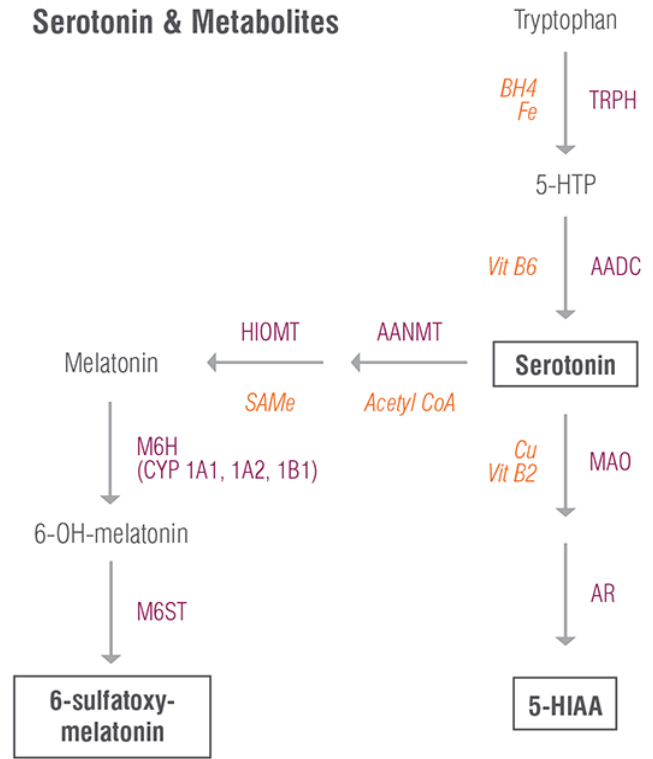 Serotonin & Metabolites
Tryptophan
BH4
Fe
TRPH
5-HTP
Vit B6
AADC
HIOMT
AANMT
Melatonin
Serotonin
SAMe
Acetyl CoA
M6H
(CYP 1A1, 1A2, 1B1)
Cu
Vit B2
MAO
6-OH-melatonin
AR
M6ST
6-sulfatoxy-
melatonin
5-HIAA